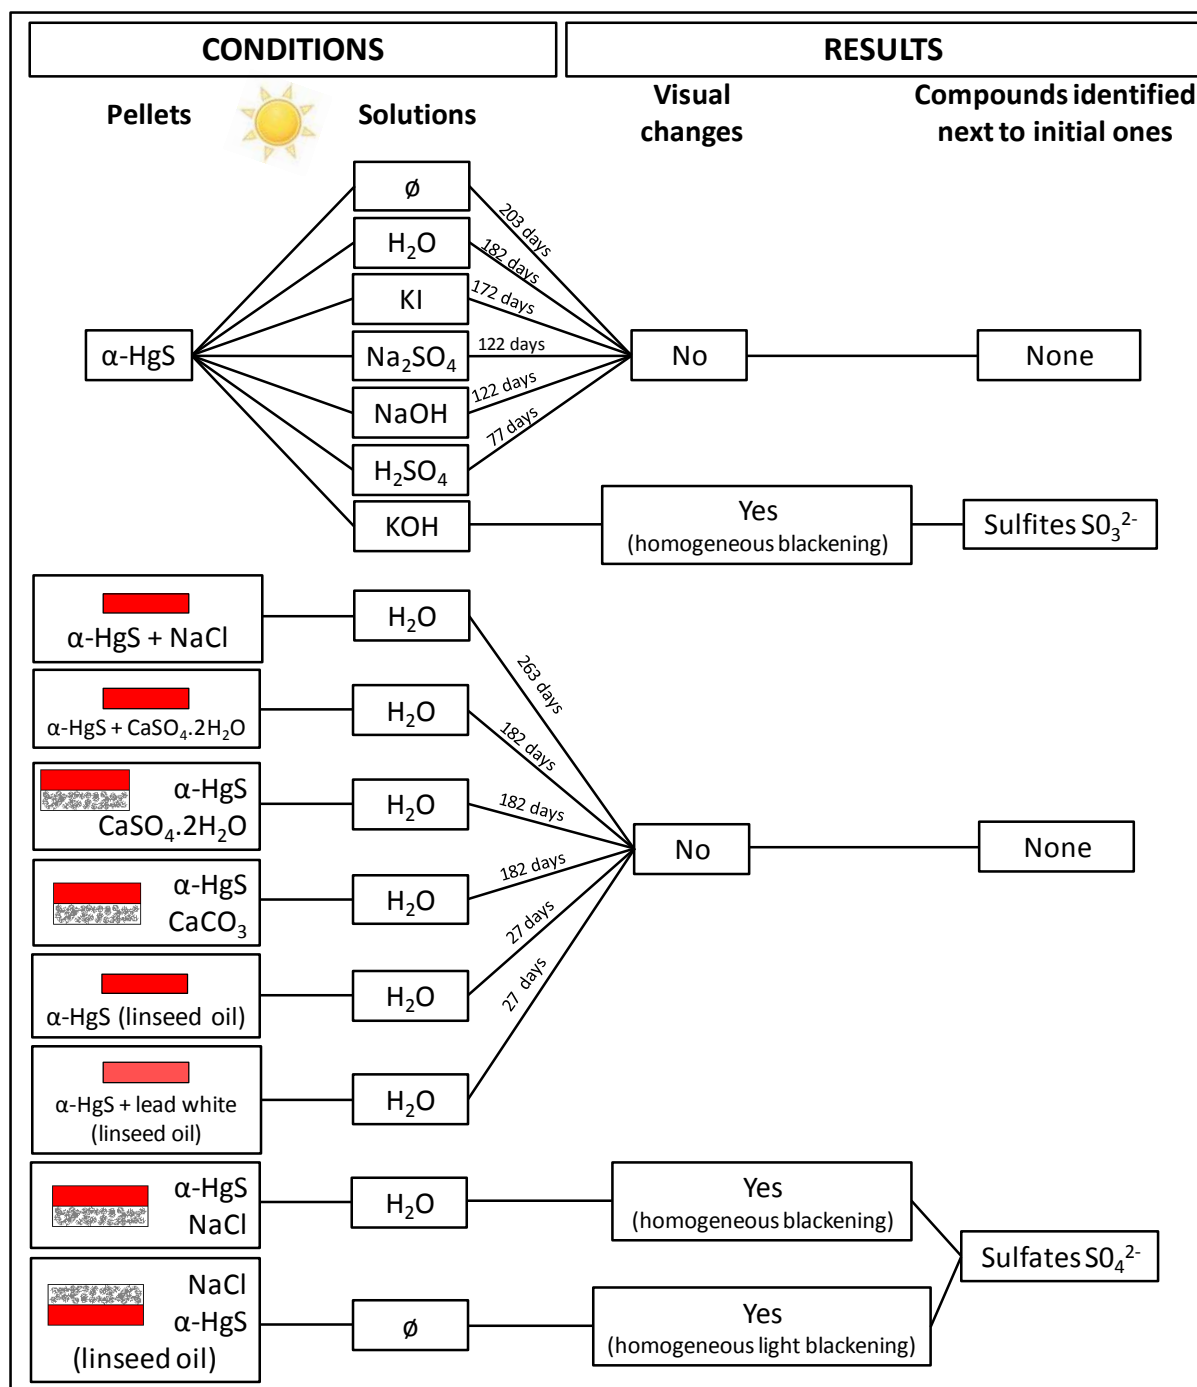 CONDITIONS
RESULTS
Pellets
Solutions
Visual
changes
Compounds identified
next to initial ones
α-HgS
ø
H₂O
KI
Na₂SO₄
NaOH
H₂SO₄
KOH
203 days
182 days
172 days
122 days
122 days
77 days
No
None
Yes
(homogeneous blackening)
Sulfites S0₃²⁻
α-HgS + NaCl
H₂O
263 days
α-HgS + CaSO₄.2H₂O
H₂O
182 days
α-HgS
CaSO₄.2H₂O
H₂O
182 days
α-HgS
CaCO₃
H₂O
182 days
α-HgS (linseed oil)
H₂O
27 days
α-HgS + lead white
(linseed oil)
H₂O
27 days
No
None
α-HgS
NaCl
H₂O
Yes
(homogeneous blackening)
NaCl
α-HgS
(linseed oil)
ø
Yes
(homogeneous light blackening)
Sulfates S0₄²⁻